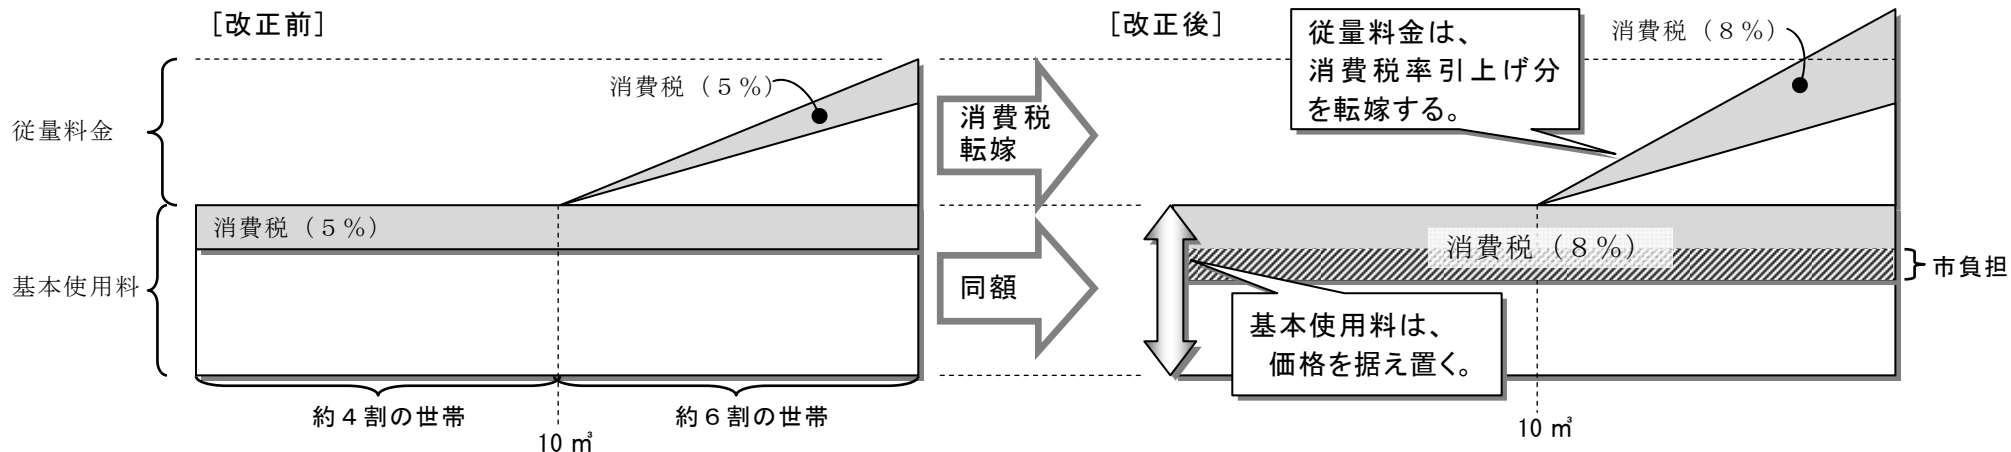 [改正前]
従量料金
消費税（５％）
消費税（５％）
基本使用料
約４割の世帯
約６割の世帯
10 ㎥
消費税
転嫁
同額
[改正後]
従量料金は、
消費税率引上げ分
を転嫁する。
消費税（８％）
消費税（８％）
市負担
基本使用料は、
価格を据え置く。
10 ㎥